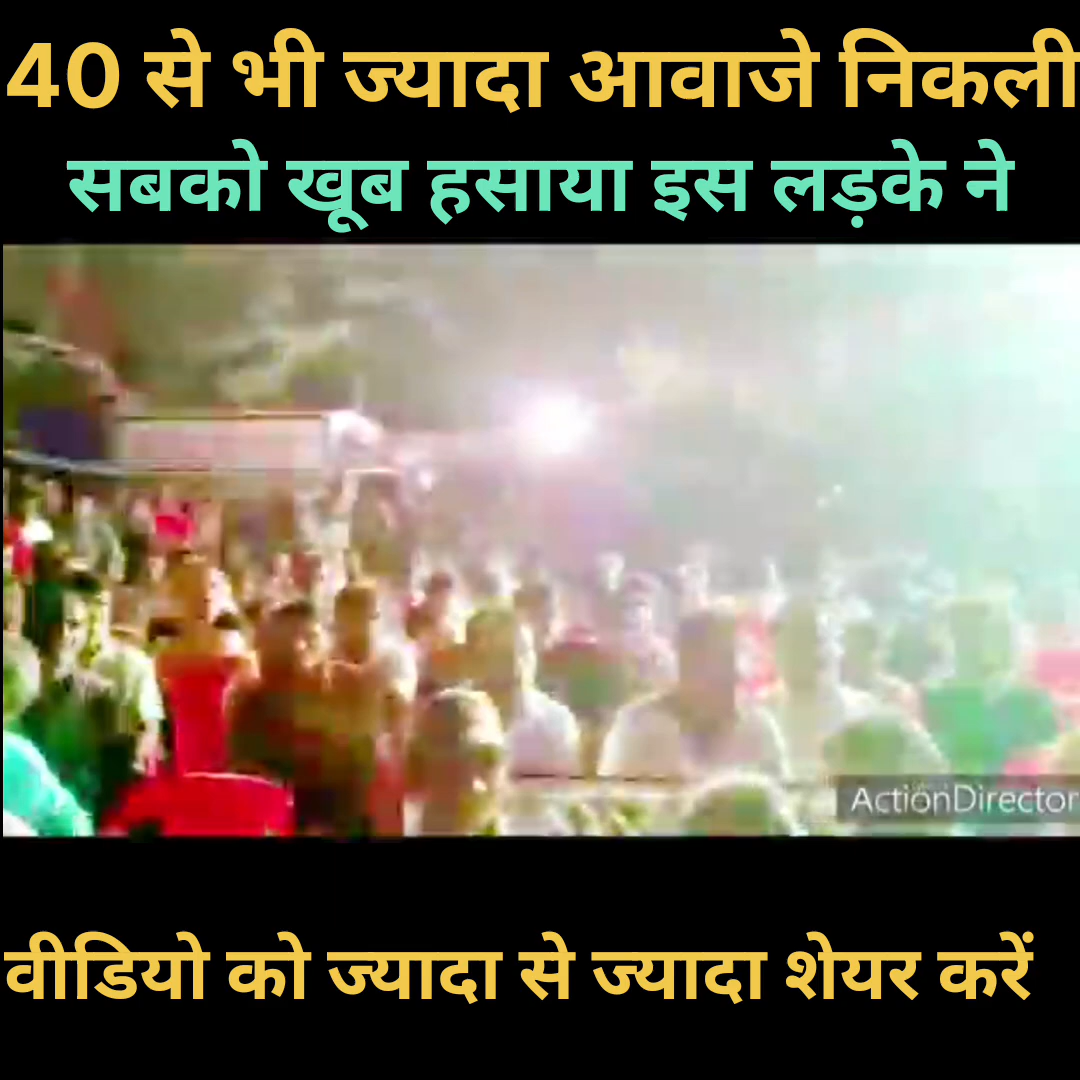 40 से भी ज्यादा आवाजे निकली
सबको खूब हसाया इस लड़के ने
ActionDirector
वीडियो को ज्यादा से ज्यादा शेयर करें